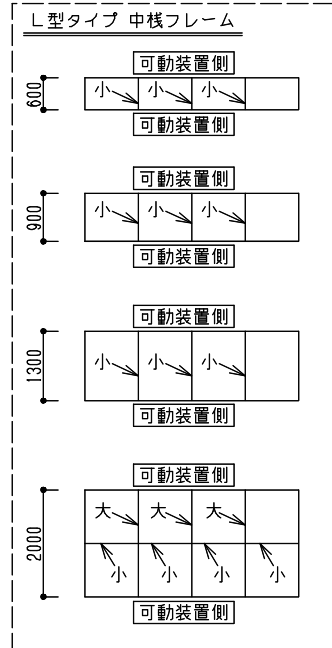 L型タイプ 中桟フレーム
可動装置側
600
小 小 小
可動装置側
可動装置側
900
小 小 小
可動装置側
可動装置側
1300
小 小 小
可動装置側
可動装置側
2000
大 大 大
小 小 小 小
可動装置側